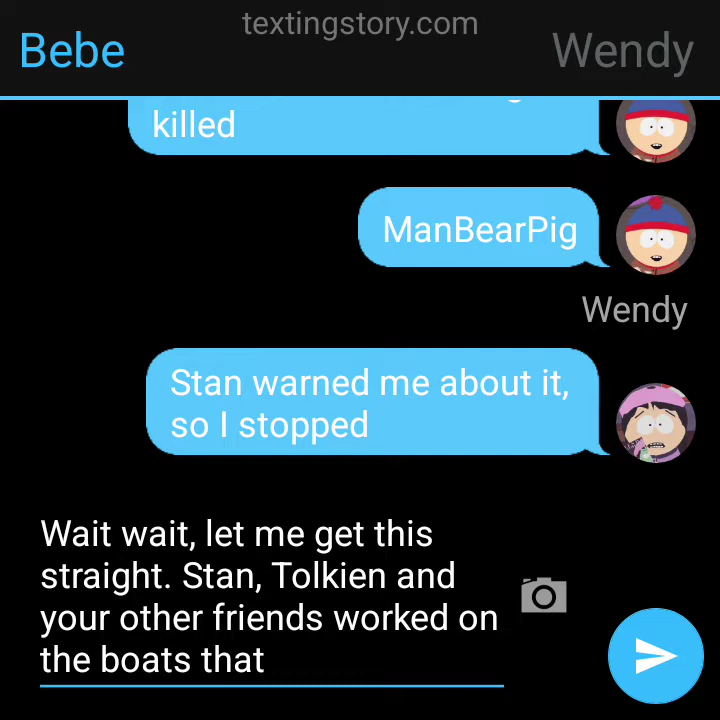 textingstory.com
Bebe
Wendy
killed
ManBearPig
Wendy
Stan warned me about it,
so I stopped
Wait wait, let me get this
straight. Stan, Tolkien and
your other friends worked on
the boats that